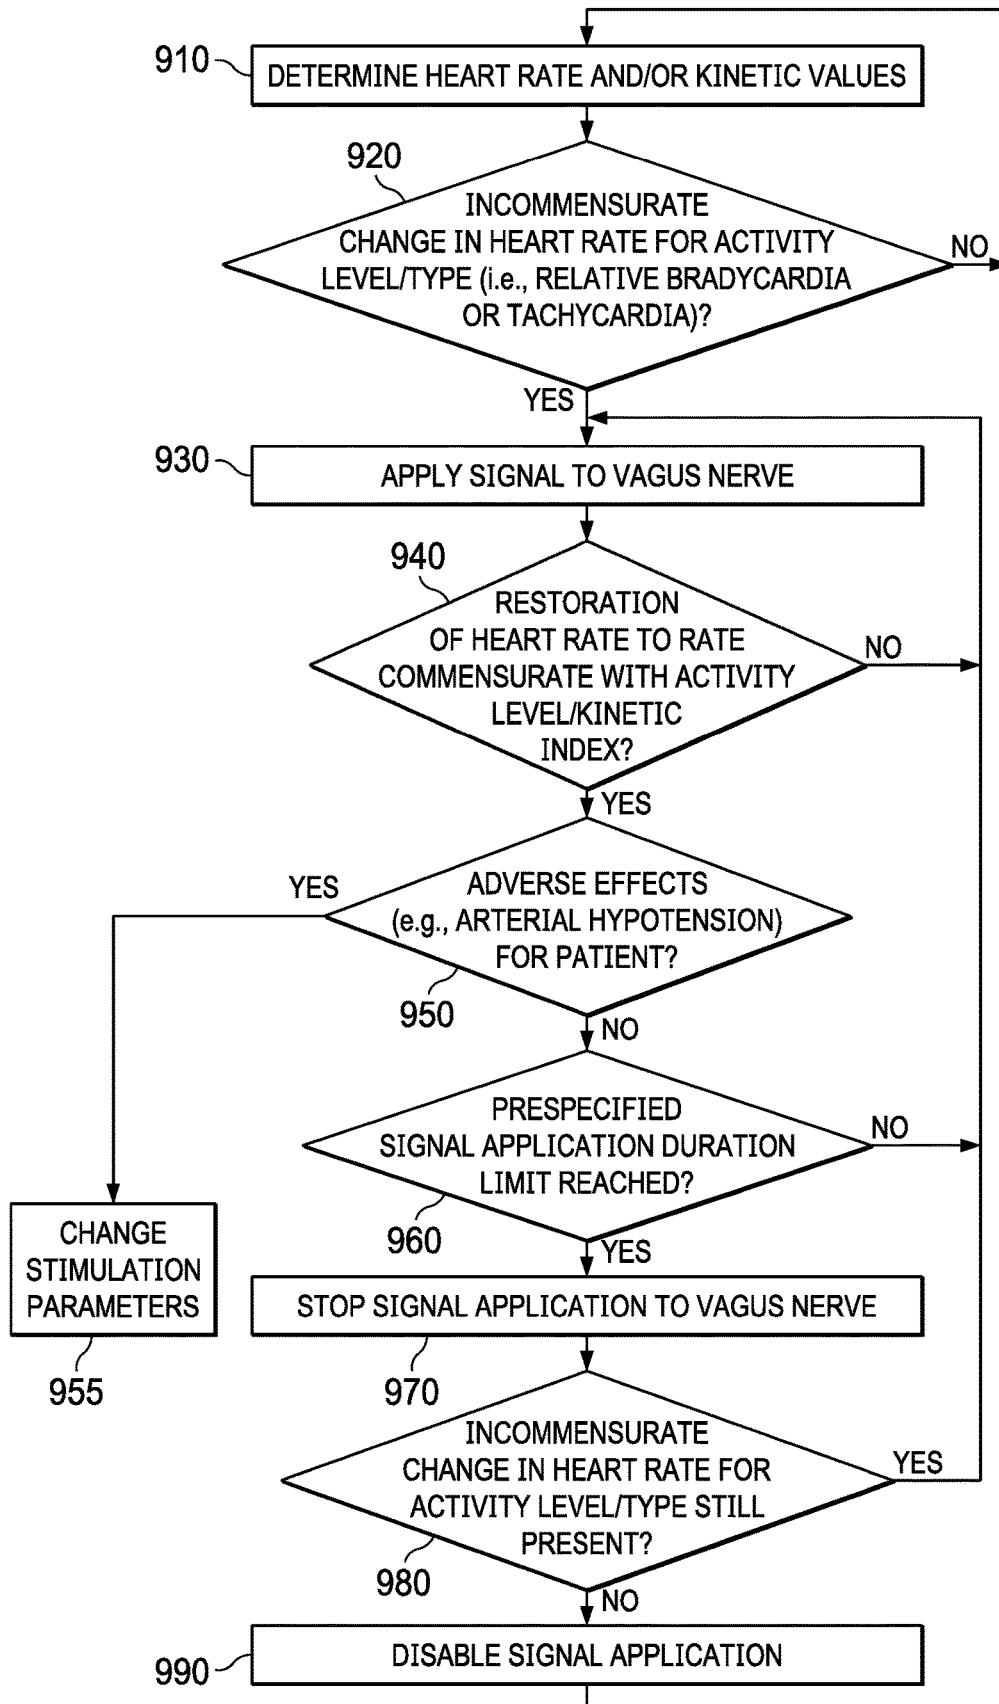 910
DETERMINE HEART RATE AND/OR KINETIC VALUES
920
INCOMMENSURATE
CHANGE IN HEART RATE FOR ACTIVITY
LEVEL/TYPE (i.e., RELATIVE BRADYCARDIA
OR TACHYCARDIA)?
NO
YES
930
APPLY SIGNAL TO VAGUS NERVE
940
RESTORATION
OF HEART RATE TO RATE
COMMENSURATE WITH ACTIVITY
LEVEL/KINETIC
INDEX?
NO
YES
YES
ADVERSE EFFECTS
(e.g., ARTERIAL HYPOTENSION)
FOR PATIENT?
950
NO
PRESPECIFIED
SIGNAL APPLICATION DURATION
LIMIT REACHED?
NO
960
YES
CHANGE
STIMULATION
PARAMETERS
955
STOP SIGNAL APPLICATION TO VAGUS NERVE
970
INCOMMENSURATE
CHANGE IN HEART RATE FOR
ACTIVITY LEVEL/TYPE STILL
PRESENT?
YES
980
NO
990
DISABLE SIGNAL APPLICATION